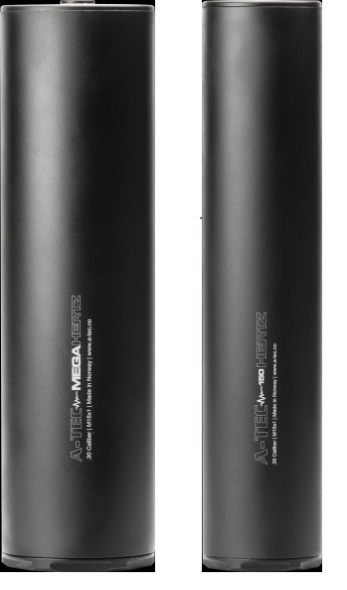 A-TEC MEGAHERTZ
.30 Caliber | M15x1 | Made in Norway | www.a-tec.no
A-TEC 150 HERTZ
.30 Caliber | M15x1 | Made in Norway | www.a-tec.no